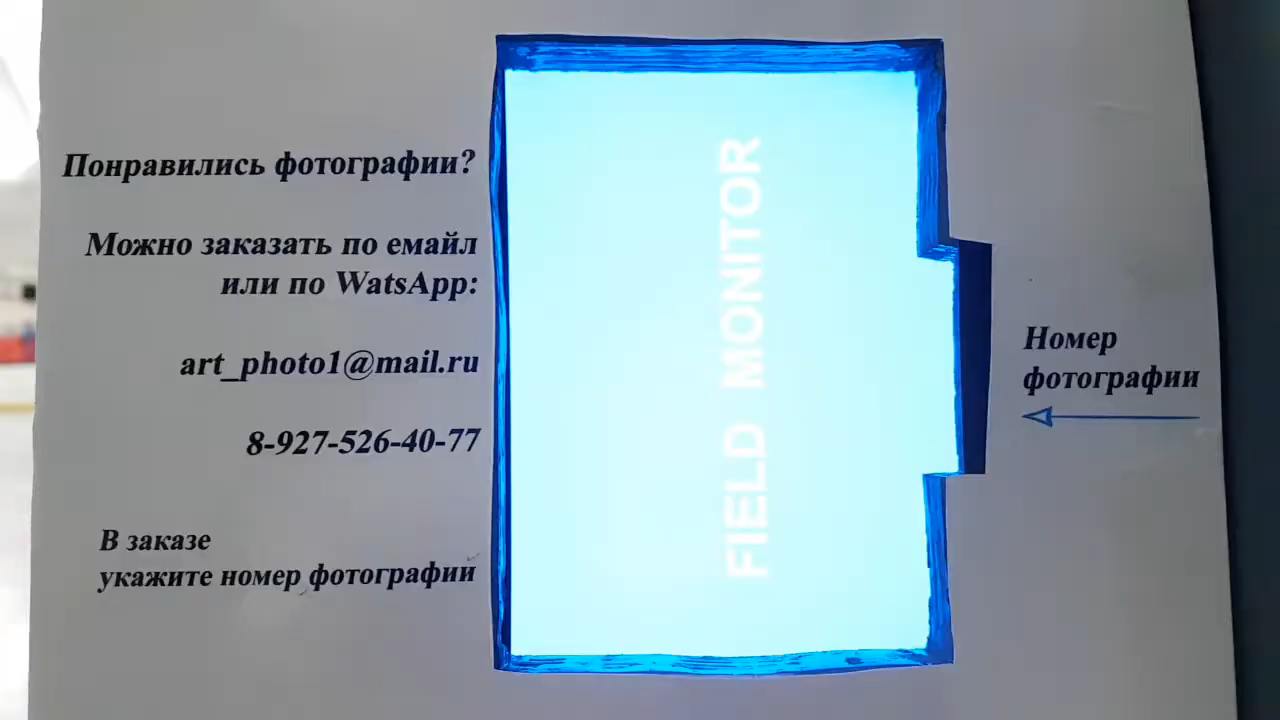 Понравились фотографии?
Можно заказать по емайл
или по WatsApp:
art_photo1@mail.ru
8-927-526-40-77
В заказе
укажите номер фотографии
FIELD MONITOR
Номер
фотографии